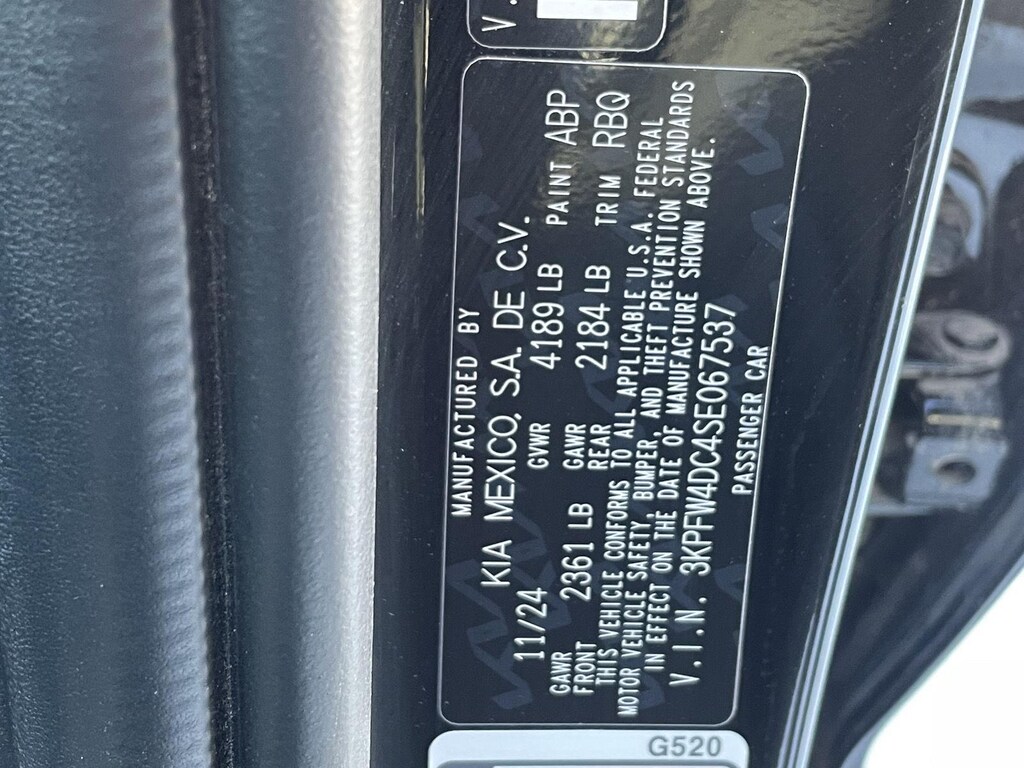 V.
MANUFACTURED BY
KIA MEXICO, S.A. DE C.V.
11/24 GVWR 4189 LB PAINT ABP
GAWR FRONT 2361 LB GAWR REAR 2184 LB TRIM RBQ
THIS VEHICLE CONFORMS TO ALL APPLICABLE U.S.A. FEDERAL
MOTOR VEHICLE SAFETY, BUMPER, AND THEFT PREVENTION STANDARDS
IN EFFECT ON THE DATE OF MANUFACTURE SHOWN ABOVE.
V.I.N. 3KPFW4DC4SE067537
PASSENGER CAR
G520